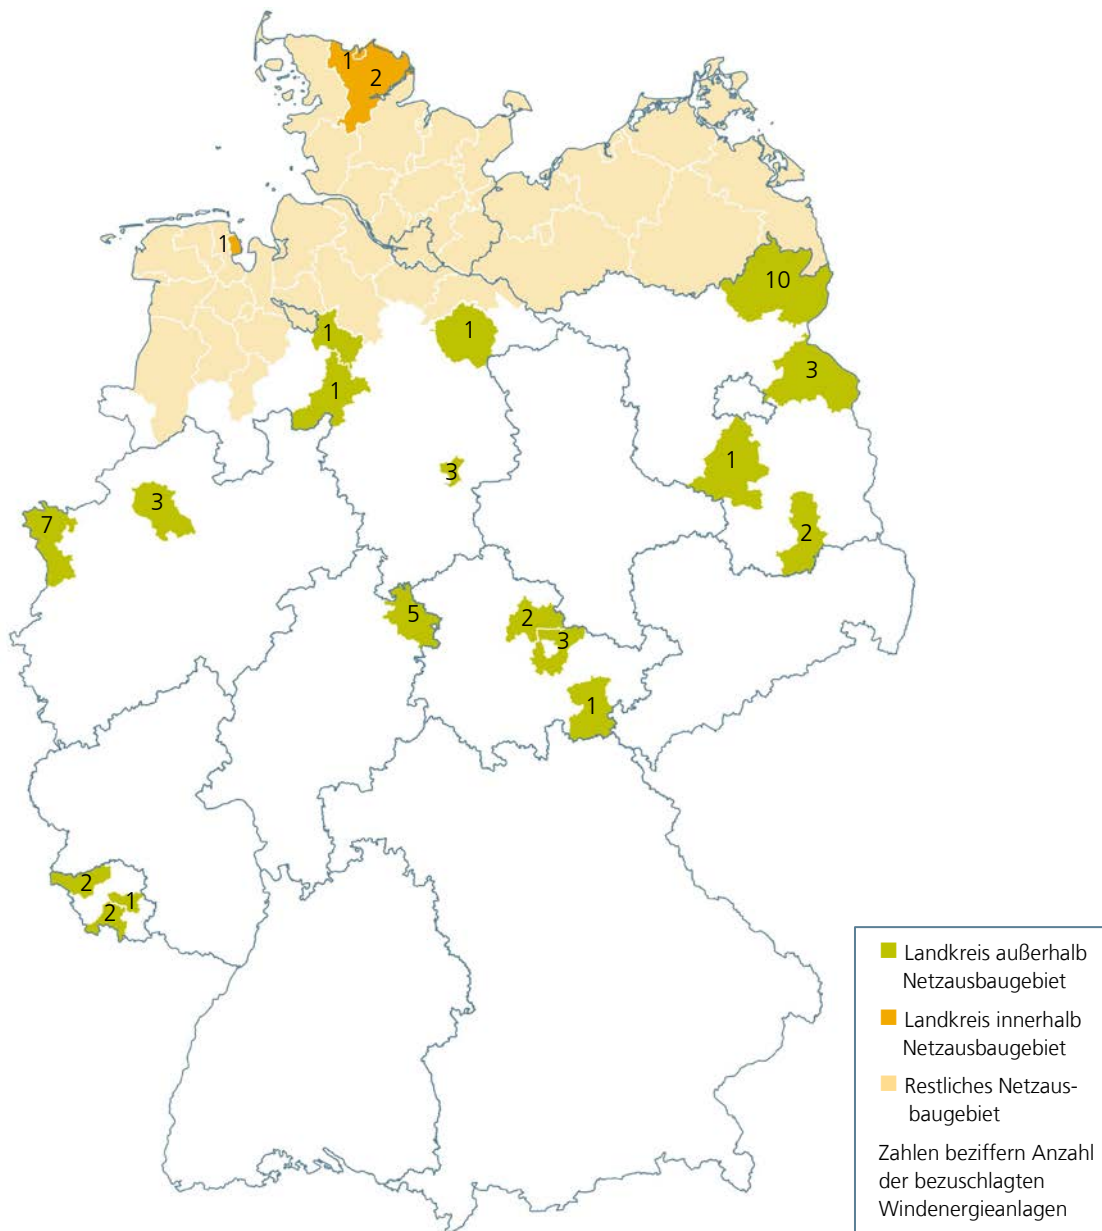 1
2
1
10
1
1
3
1
1
3
3
7
2
5
2
3
1
2
1
2
Landkreis außerhalb
Netzausbaugebiet
Landkreis innerhalb
Netzausbaugebiet
Restliches Netzaus-
baugebiet
Zahlen beziffern Anzahl
der bezuschlagten
Windenergieanlagen